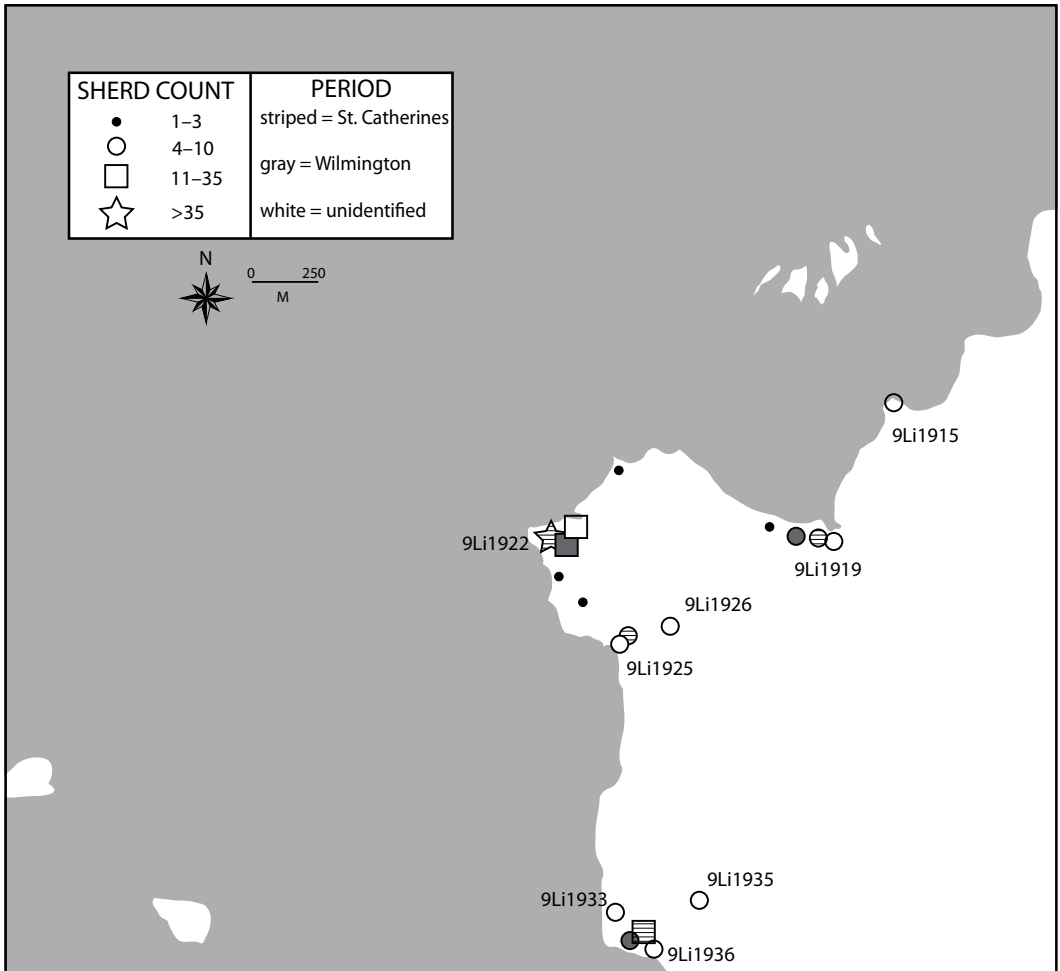 SHERD COUNT
1–3
4–10
11–35
>35
PERIOD
striped = St. Catherines
gray = Wilmington
white = unidentified
N
0 250
M
9Li1915
9Li1922
9Li1919
9Li1926
9Li1925
9Li1935
9Li1933
9Li1936